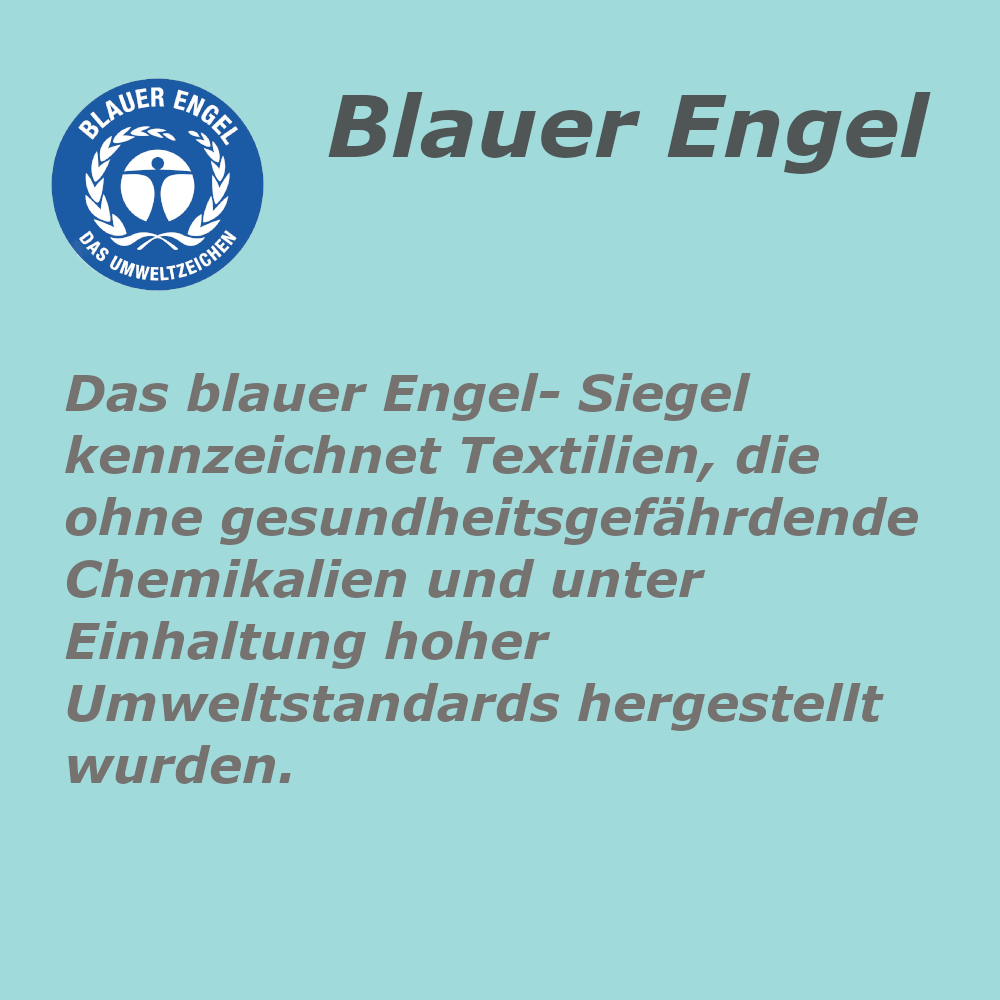 BLAUER ENGEL
DAS UMWELTZEICHEN
Blauer Engel
Das blauer Engel- Siegel
kennzeichnet Textilien, die
ohne gesundheitsgefährdende
Chemikalien und unter
Einhaltung hoher
Umweltstandards hergestellt
wurden.